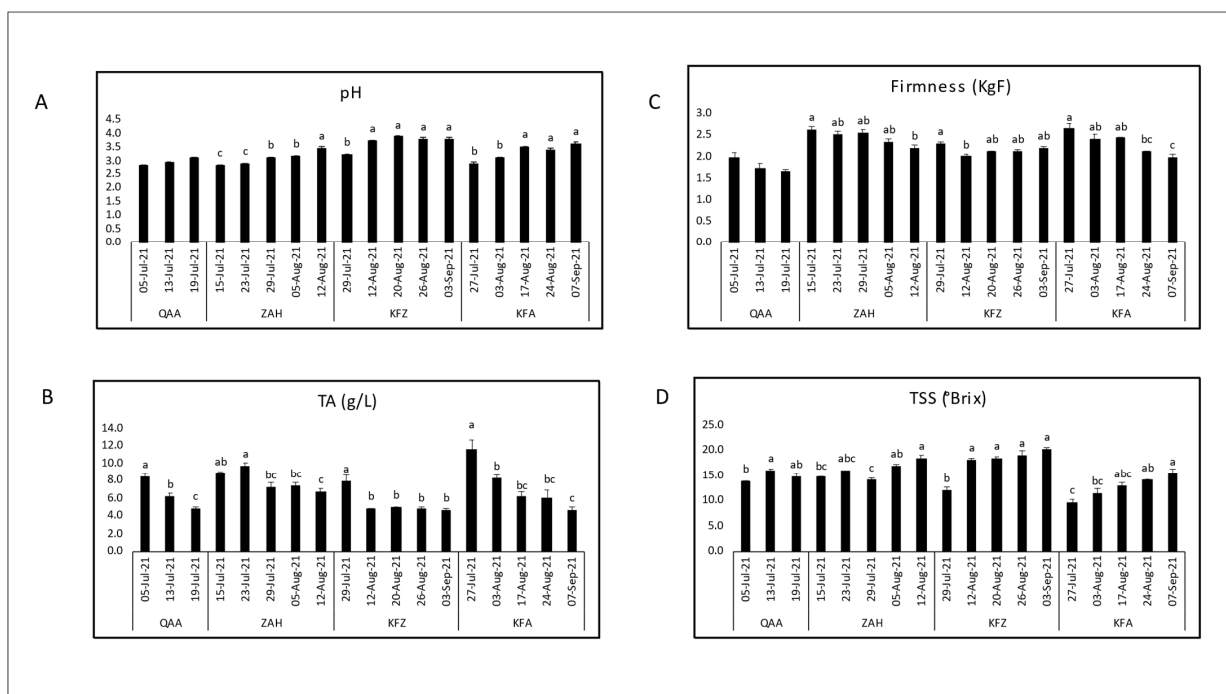 A
pH
4.5
4.0
3.5
3.0
2.5
2.0
1.5
1.0
0.5
0.0
c c b b a b a a a a b b a a a
05-Jul-21 13-Jul-21 19-Jul-21 15-Jul-21 23-Jul-21 29-Jul-21 05-Aug-21 12-Aug-21 29-Jul-21 12-Aug-21 20-Aug-21 26-Aug-21 03-Sep-21 27-Jul-21 03-Aug-21 17-Aug-21 24-Aug-21 07-Sep-21
QAA ZAH KFZ KFA
C
Firmness (KgF)
3.0
2.5
2.0
1.5
1.0
0.5
0.0
a ab ab ab b a b ab ab ab a ab ab bc c
05-Jul-21 13-Jul-21 19-Jul-21 15-Jul-21 23-Jul-21 29-Jul-21 05-Aug-21 12-Aug-21 29-Jul-21 12-Aug-21 20-Aug-21 26-Aug-21 03-Sep-21 27-Jul-21 03-Aug-21 17-Aug-21 24-Aug-21 07-Sep-21
QAA ZAH KFZ KFA
B
TA (g/L)
14.0
12.0
10.0
8.0
6.0
4.0
2.0
0.0
a b c ab a bc bc c a b b b b a b bc bc c
05-Jul-21 13-Jul-21 19-Jul-21 15-Jul-21 23-Jul-21 29-Jul-21 05-Aug-21 12-Aug-21 29-Jul-21 12-Aug-21 20-Aug-21 26-Aug-21 03-Sep-21 27-Jul-21 03-Aug-21 17-Aug-21 24-Aug-21 07-Sep-21
QAA ZAH KFZ KFA
D
TSS (°Brix)
25.0
20.0
15.0
10.0
5.0
0.0
b a ab bc abc c ab a b a a a a c bc abc ab a
05-Jul-21 13-Jul-21 19-Jul-21 15-Jul-21 23-Jul-21 29-Jul-21 05-Aug-21 12-Aug-21 29-Jul-21 12-Aug-21 20-Aug-21 26-Aug-21 03-Sep-21 27-Jul-21 03-Aug-21 17-Aug-21 24-Aug-21 07-Sep-21
QAA ZAH KFZ KFA